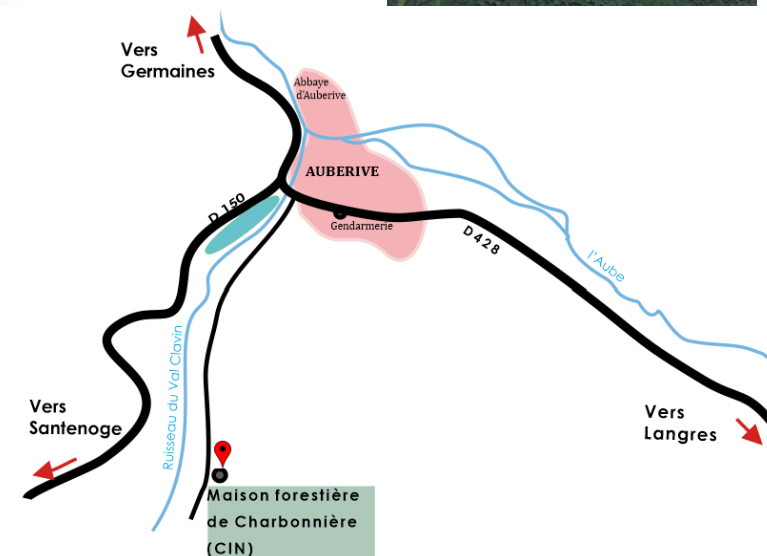 Vers
Germaines
Abbaye
d'Auberive
AUBERIVE
D 150
Gendarmerie
D428
l'Aube
Ruisseau du Val Clavin
Vers
Santenoge
Vers
Langres
Maison forestière
de Charbonnière
(CIN)